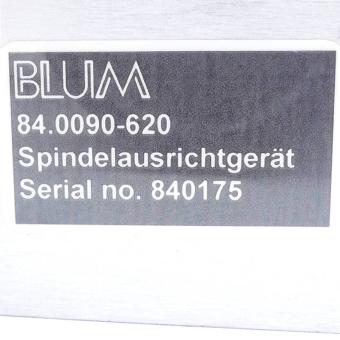 BLUM
84.0090-620
Spindelausrichtgerät
Serial no. 840175